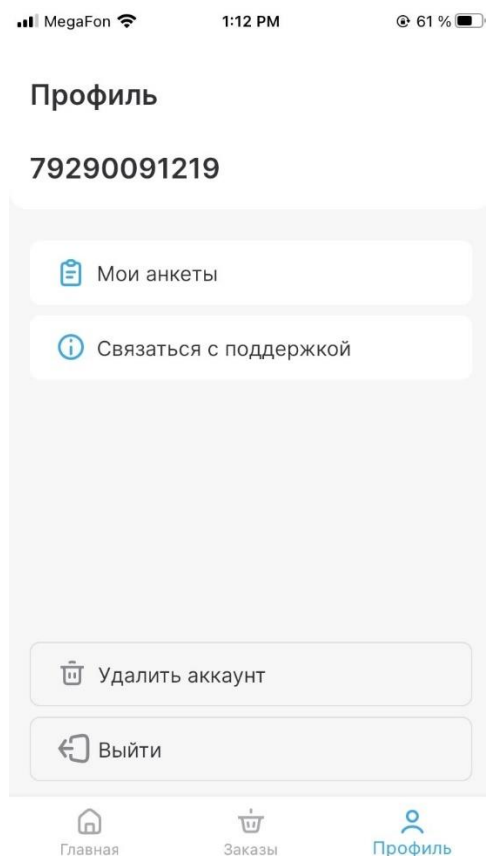 MegaFon 1:12 PM 61 %
Профиль
79290091219
Мои анкеты
Связаться с поддержкой
Удалить аккаунт
Выйти
Главная Заказы Профиль